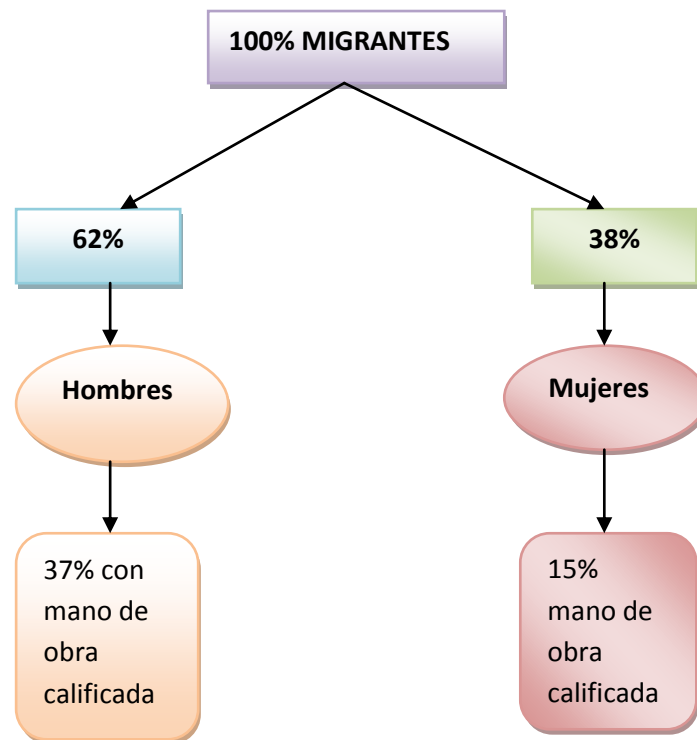 100% MIGRANTES
62%
38%
Hombres
Mujeres
37% con
mano de
obra
calificada
15%
mano de
obra
calificada